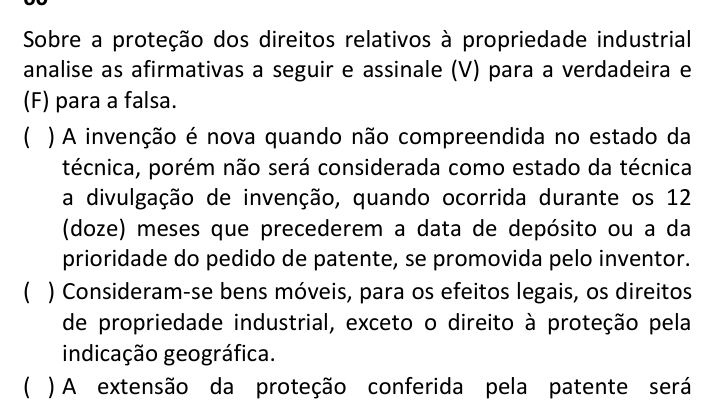 Sobre a proteção dos direitos relativos à propriedade industrial
analise as afirmativas a seguir e assinale (V) para a verdadeira e
(F) para a falsa.
( ) A invenção é nova quando não compreendida no estado da
técnica, porém não será considerada como estado da técnica
a divulgação de invenção, quando ocorrida durante os 12
(doze) meses que precederem a data de depósito ou a da
prioridade do pedido de patente, se promovida pelo inventor.
( ) Consideram-se bens móveis, para os efeitos legais, os direitos
de propriedade industrial, exceto o direito à proteção pela
indicação geográfica.
( ) A extensão da proteção conferida pela patente será